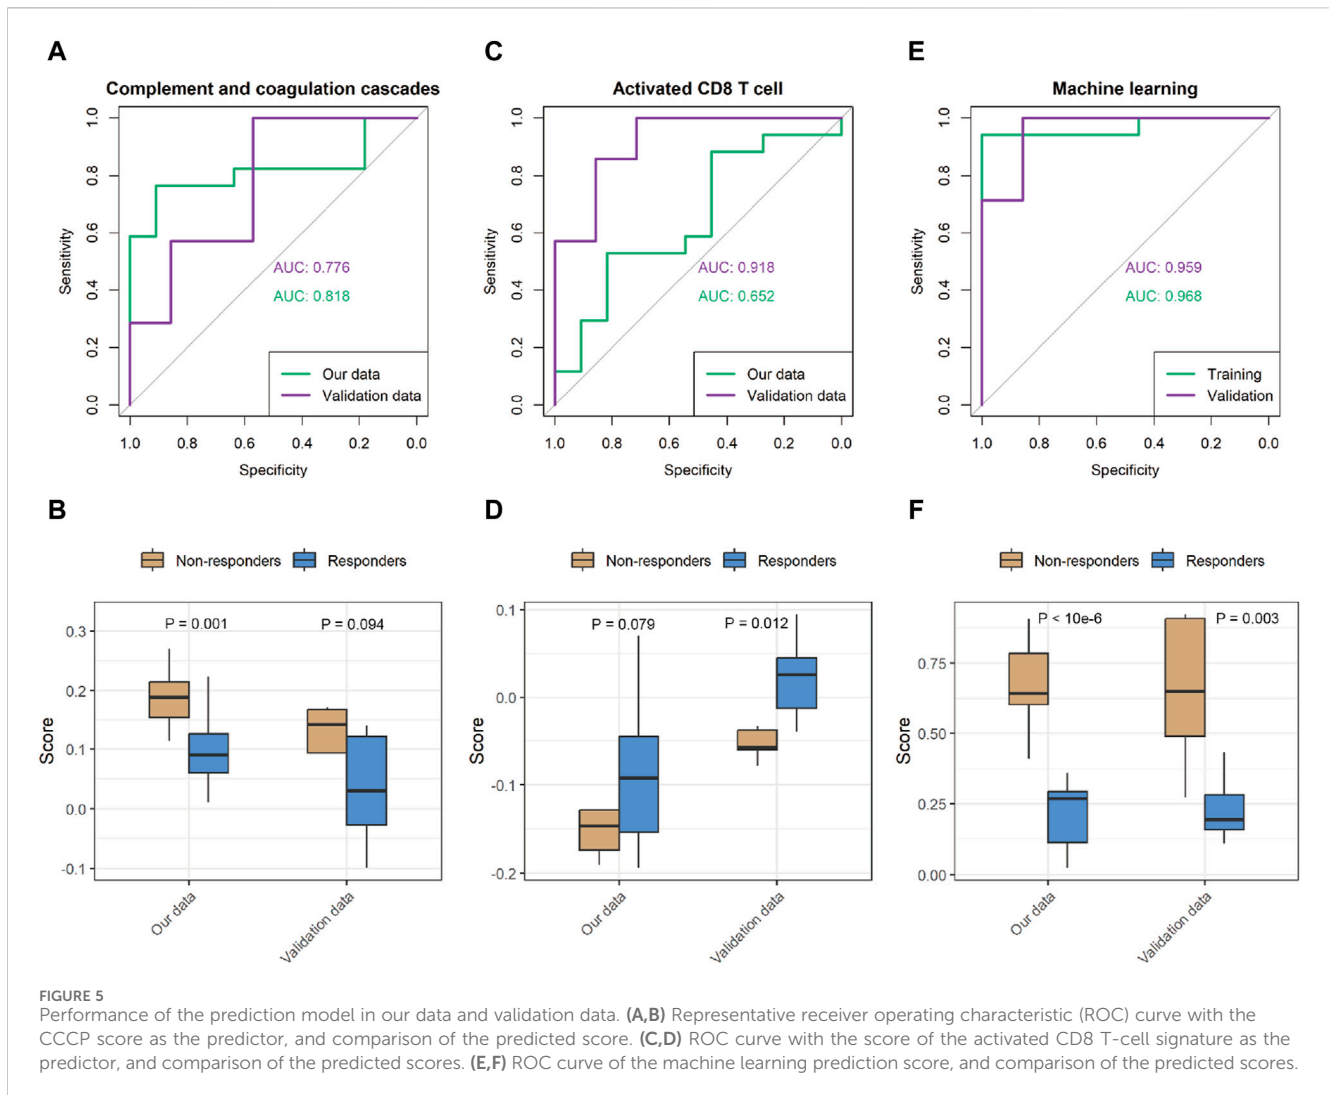 A
Complement and coagulation cascades
Sensitivity
1.0
0.8
0.6
0.4
0.2
0.0
AUC: 0.776
AUC: 0.818
Our data
Validation data
1.0 0.8 0.6 0.4 0.2 0.0
Specificity
C
Activated CD8 T cell
Sensitivity
1.0
0.8
0.6
0.4
0.2
0.0
AUC: 0.918
AUC: 0.652
Our data
Validation data
1.0 0.8 0.6 0.4 0.2 0.0
Specificity
E
Machine learning
Sensitivity
1.0
0.8
0.6
0.4
0.2
0.0
AUC: 0.959
AUC: 0.968
Training
Validation
1.0 0.8 0.6 0.4 0.2 0.0
Specificity
B
Non-responders Responders
Score
0.3
0.2
0.1
0.0
-0.1
P = 0.001 P = 0.094
Our data
Validation data
D
Non-responders Responders
Score
0.1
0.0
-0.1
-0.2
P = 0.079 P = 0.012
Our data
Validation data
F
Non-responders Responders
Score
0.75
0.50
0.25
0.00
P < 10e-6 P = 0.003
Our data
Validation data
FIGURE 5
Performance of the prediction model in our data and validation data. (A,B) Representative receiver operating characteristic (ROC) curve with the
CCCP score as the predictor, and comparison of the predicted score. (C,D) ROC curve with the score of the activated CD8 T-cell signature as the
predictor, and comparison of the predicted scores. (E,F) ROC curve of the machine learning prediction score, and comparison of the predicted scores.